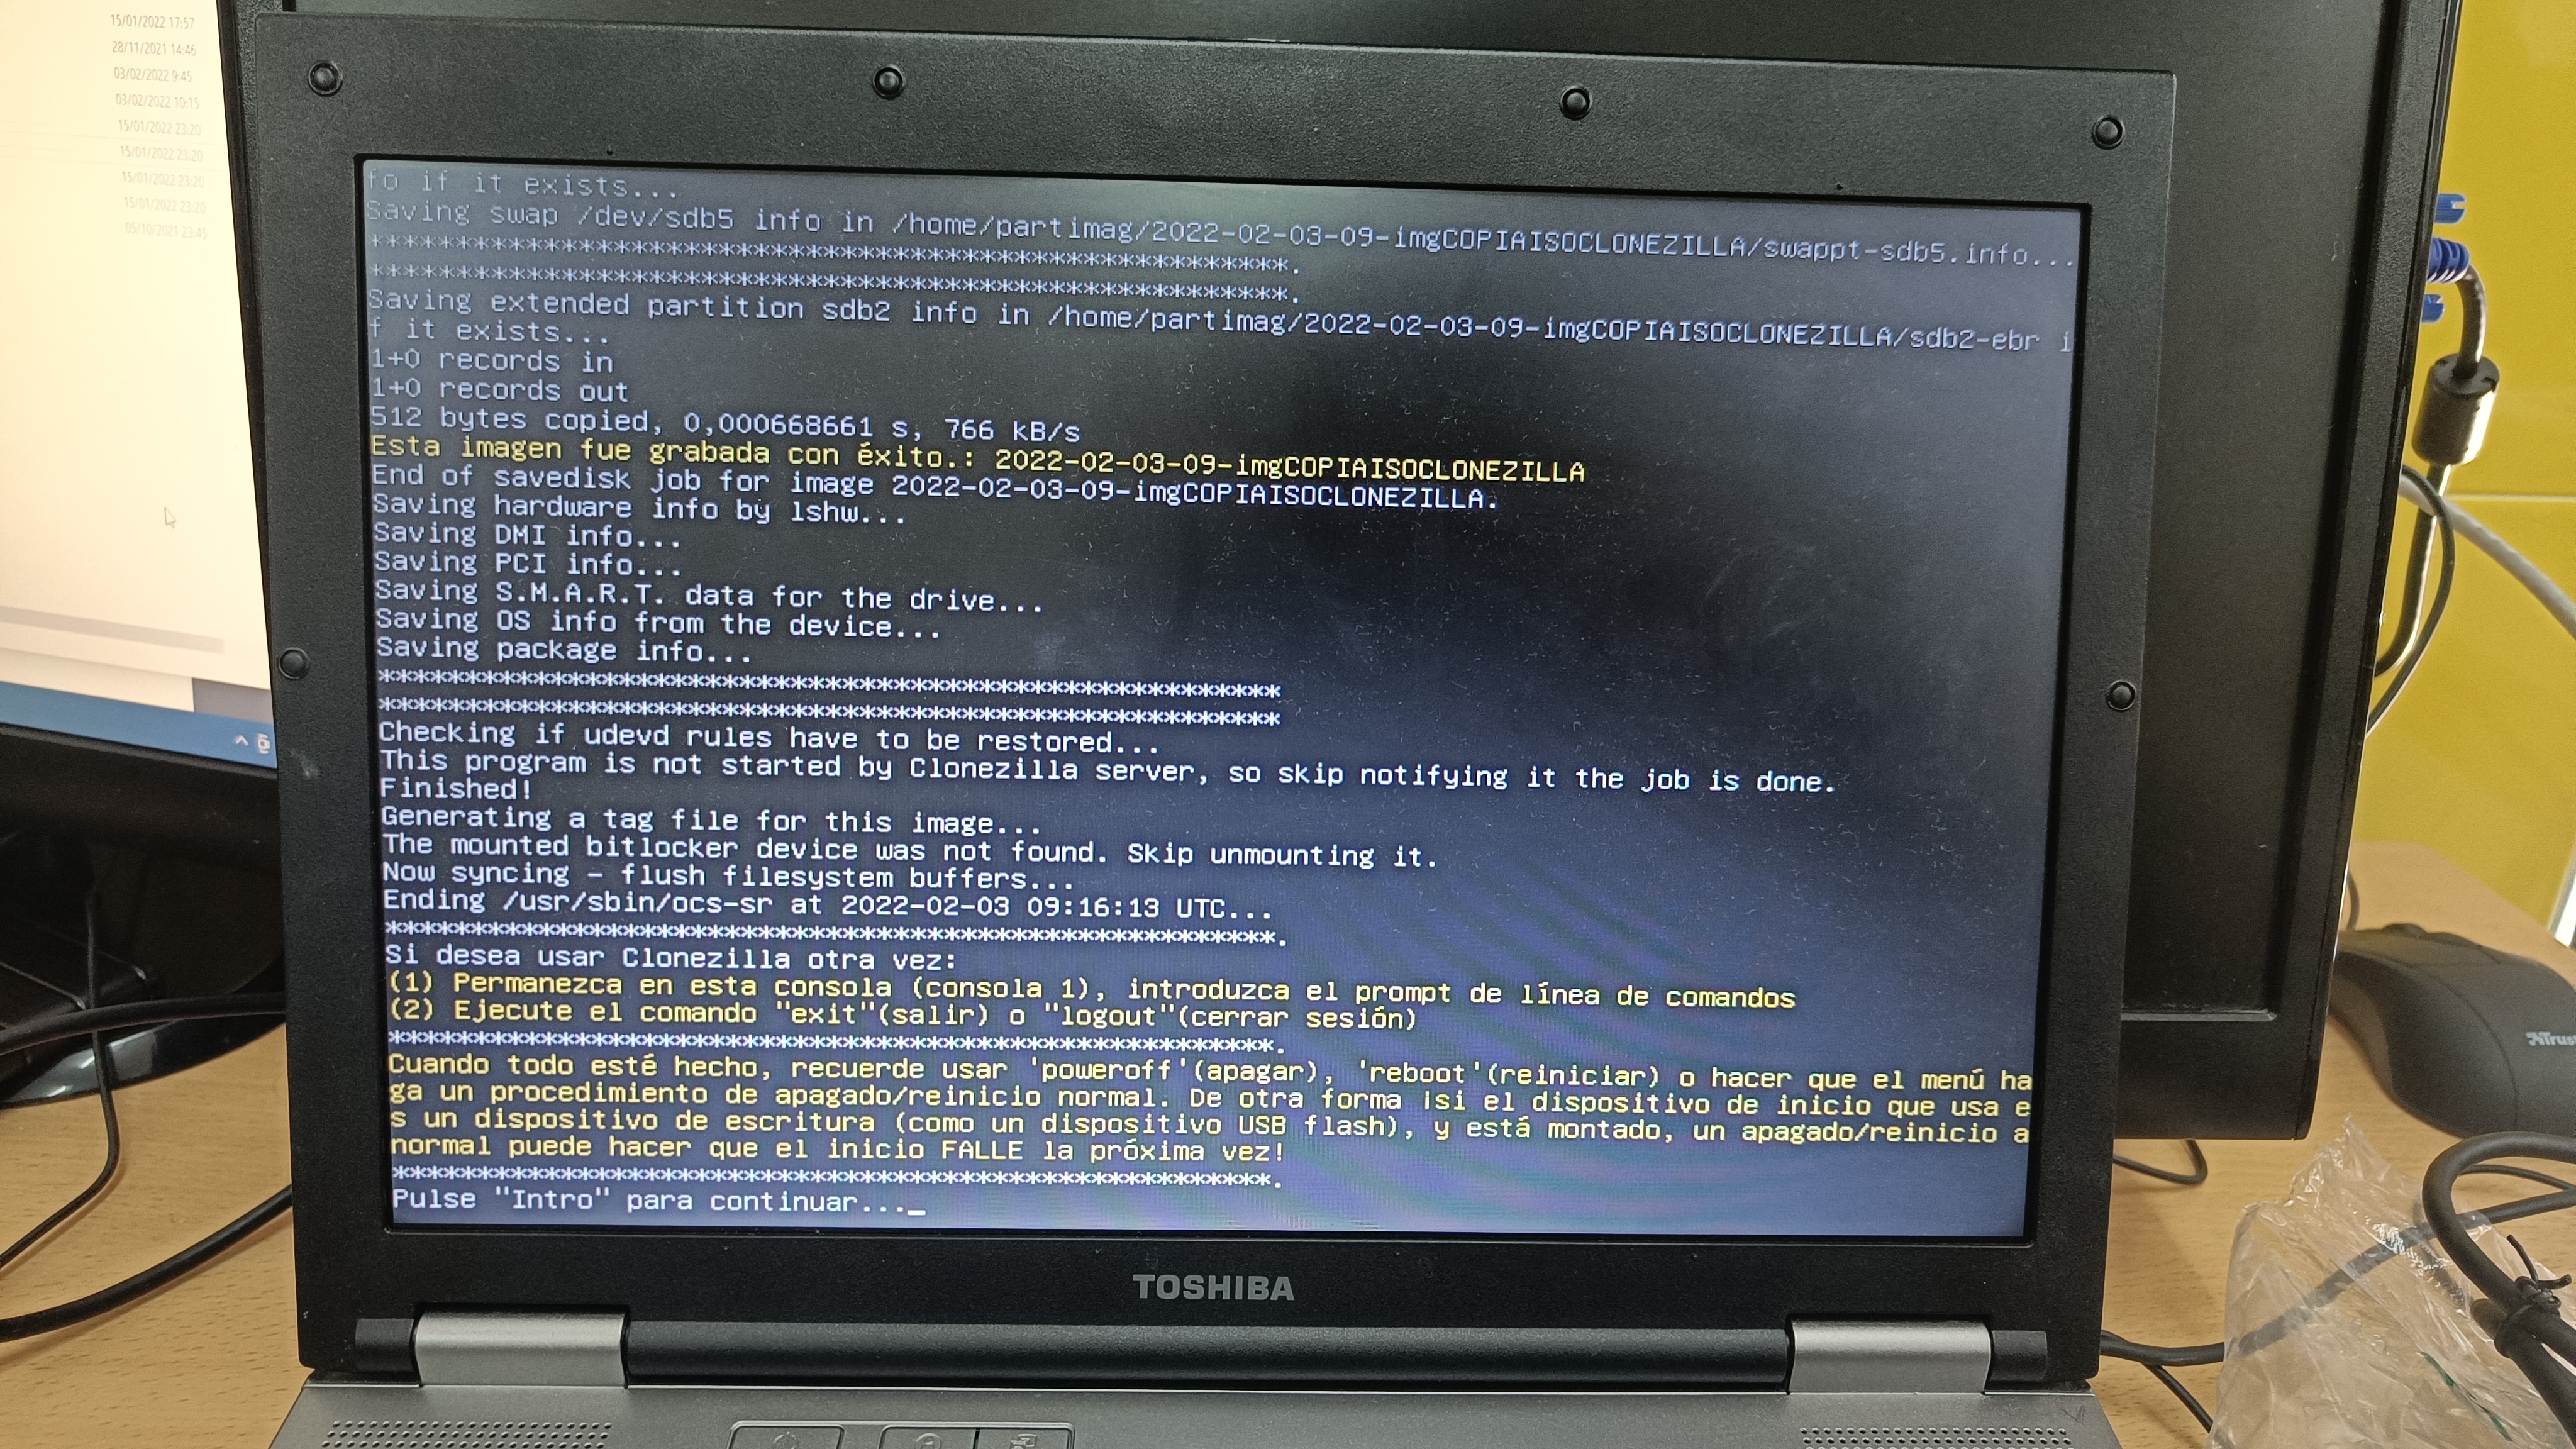 15/01/2022 17:57
28/11/2021 14:46
03/02/2022 9:45
03/02/2022 10:15
15/01/2022 23:20
15/01/2022 23:20
15/01/2022 23:20
15/01/2022 23:20
05/10/2021 23:45
fo if it exists...
Saving swap /dev/sdb5 info in /home/partimag/2022-02-03-09-imgCOPIAISOCLONEZILLA/swappt-sdb5.info...
*****************************************************************************.
*****************************************************************************.
Saving extended partition sdb2 info in /home/partimag/2022-02-03-09-imgCOPIAISOCLONEZILLA/sdb2-ebr i
f it exists...
1+0 records in
1+0 records out
512 bytes copied, 0,000668661 s, 766 kB/s
Esta imagen fue grabada con éxito.: 2022-02-03-09-imgCOPIAISOCLONEZILLA
End of savedisk job for image 2022-02-03-09-imgCOPIAISOCLONEZILLA.
Saving hardware info by lshw...
Saving DMI info...
Saving PCI info...
Saving S.M.A.R.T. data for the drive...
Saving OS info from the device...
Saving package info...
*****************************************************************************
*****************************************************************************
Checking if udevd rules have to be restored...
This program is not started by Clonezilla server, so skip notifying it the job is done.
Finished!
Generating a tag file for this image...
The mounted bitlocker device was not found. Skip unmounting it.
Now syncing - flush filesystem buffers...
Ending /usr/sbin/ocs-sr at 2022-02-03 09:16:13 UTC...
*****************************************************************************.
Si desea usar Clonezilla otra vez:
(1) Permanezca en esta consola (consola 1), introduzca el prompt de línea de comandos
(2) Ejecute el comando "exit"(salir) o "logout"(cerrar sesión)
*****************************************************************************.
Cuando todo esté hecho, recuerde usar 'poweroff'(apagar), 'reboot'(reiniciar) o hacer que el menú ha
ga un procedimiento de apagado/reinicio normal. De otra forma ¡si el dispositivo de inicio que usa e
s un dispositivo de escritura (como un dispositivo USB flash), y está montado, un apagado/reinicio a
normal puede hacer que el inicio FALLE la próxima vez!
*****************************************************************************.
Pulse "Intro" para continuar..._
TOSHIBA
Trust